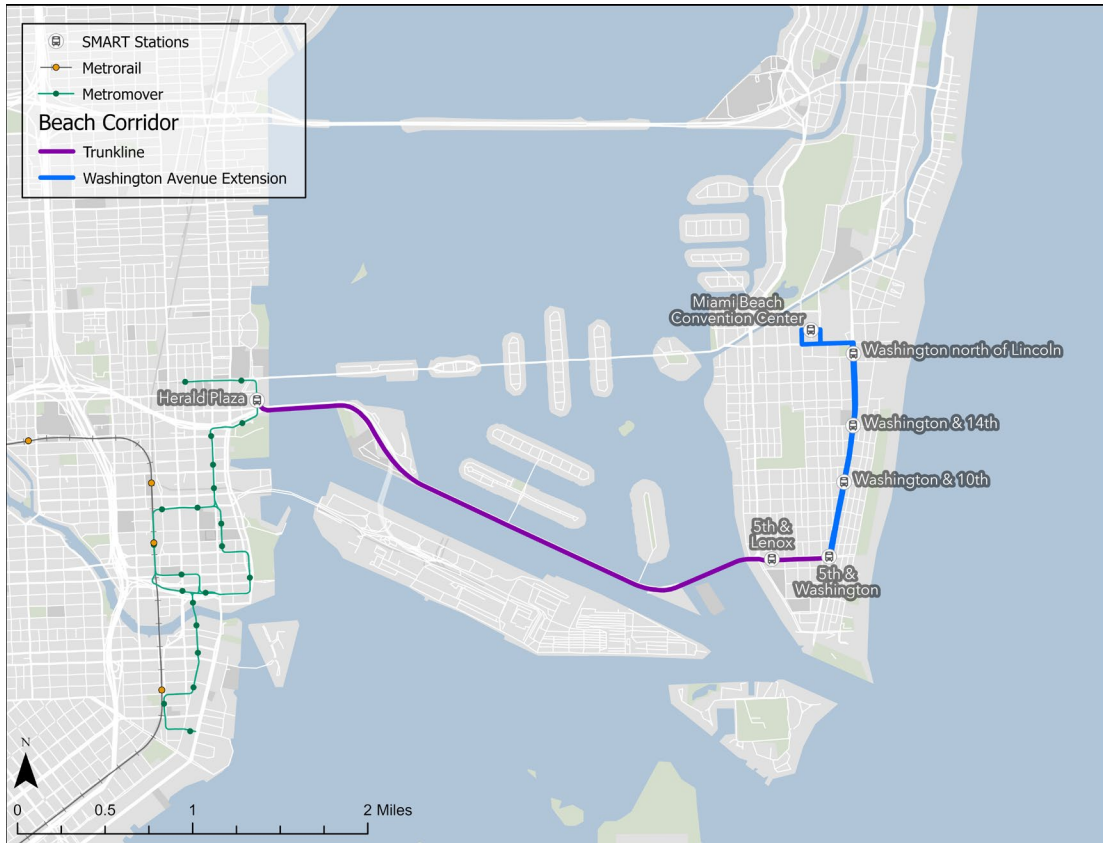 SMART Stations
Metrorail
Metromover
Beach Corridor
Trunkline
Washington Avenue Extension
Miami Beach
Convention Center
Washington north of Lincoln
Herald Plaza
Washington & 14th
Washington & 10th
5th &
Lenox
5th &
Washington
N
0 0.5 1 2 Miles